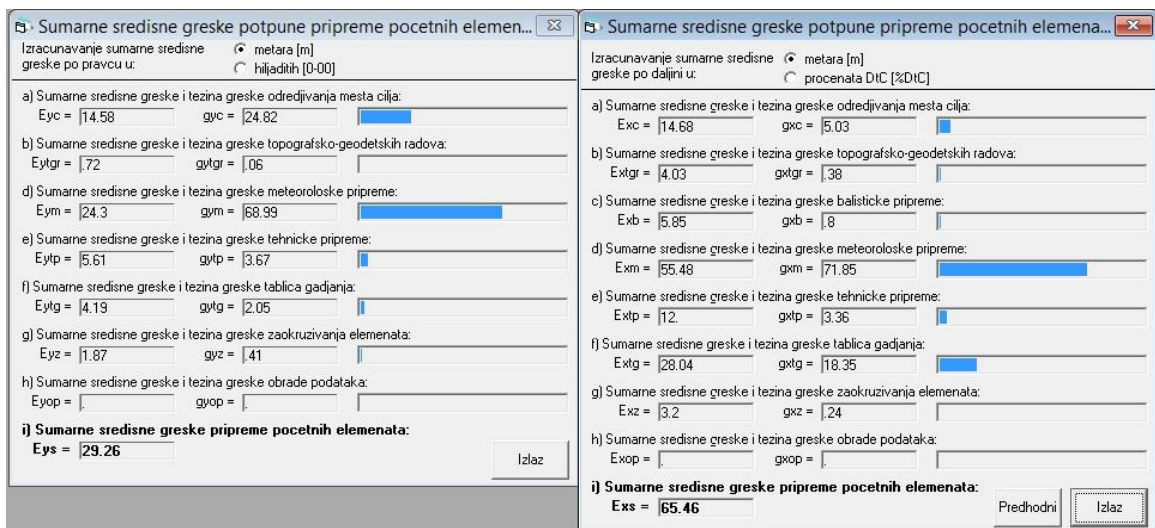 Sumarne sredisne greske potpune pripreme pocetnih elemen...
Izracunavanje sumarne sredisne
greske po pravcu u:
metara [m]
hiljaditih [0-00]
a) Sumarne sredisne greske i tezina greske odredjivanja mesta cilja:
Eyc = 14.58 gyc = 24.82
b) Sumarne sredisne greske i tezina greske topografsko-geodetskih radova:
Eytgr = .72 gytgr = .06
d) Sumarne sredisne greske i tezina greske meteoroloske pripreme:
Eym = 24.3 gym = 68.99
e) Sumarne sredisne greske i tezina greske tehnicke pripreme:
Eytp = 5.61 gytp = 3.67
f) Sumarne sredisne greske i tezina greske tablica gadjanja:
Eytg = 4.19 gytg = 2.05
g) Sumarne sredisne greske i tezina greske zaokruzivanja elemenata:
Eyz = 1.87 gyz = .41
h) Sumarne sredisne greske i tezina greske obrade podataka:
Eyop = . gyop = .
i) Sumarne sredisne greske pripreme pocetnih elemenata:
Eys = 29.26
Izlaz
Sumarne sredisne greske potpune pripreme pocetnih elemena...
Izracunavanje sumarne sredisne
greske po daljini u:
metara [m]
procenata DtC [%DtC]
a) Sumarne sredisne greske i tezina greske odredjivanja mesta cilja:
Exc = 14.68 gxc = 5.03
b) Sumarne sredisne greske i tezina greske topografsko-geodetskih radova:
Extgr = 4.03 gxtgr = .38
c) Sumarne sredisne greske i tezina greske balisticke pripreme:
Exb = 5.85 gxb = .8
d) Sumarne sredisne greske i tezina greske meteoroloske pripreme:
Exm = 55.48 gxm = 71.85
e) Sumarne sredisne greske i tezina greske tehnicke pripreme:
Extp = 12. gxtp = 3.36
f) Sumarne sredisne greske i tezina greske tablica gadjanja:
Extg = 28.04 gxtg = 18.35
g) Sumarne sredisne greske i tezina greske zaokruzivanja elemenata:
Exz = 3.2 gxz = .24
h) Sumarne sredisne greske i tezina greske obrade podataka:
Exop = . gxop = .
i) Sumarne sredisne greske pripreme pocetnih elemenata:
Exs = 65.46
Predhodni
Izlaz